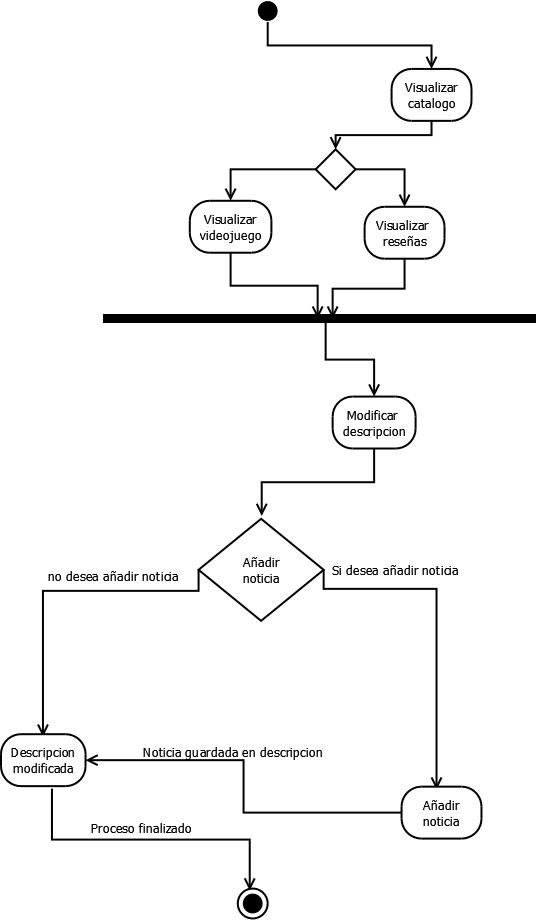 Visualizar
catalogo
Visualizar
videojuego
Visualizar
reseñas
Modificar
descripcion
Añadir
noticia
no desea añadir noticia
Si desea añadir noticia
Descripcion
modificada
Noticia guardada en descripcion
Añadir
noticia
Proceso finalizado